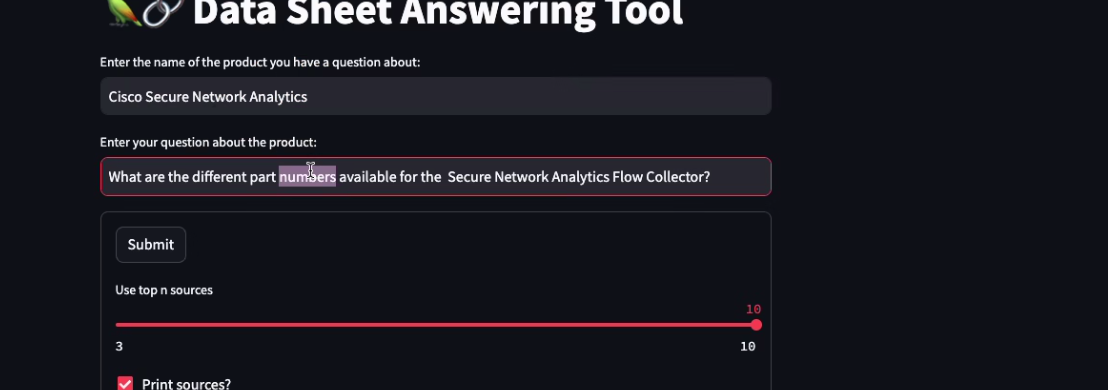 Data Sheet Answering Tool
Enter the name of the product you have a question about:
Cisco Secure Network Analytics
Enter your question about the product:
What are the different part numbers available for the  Secure Network Analytics Flow Collector?
Submit
Use top n sources
10
3 10
Print sources?